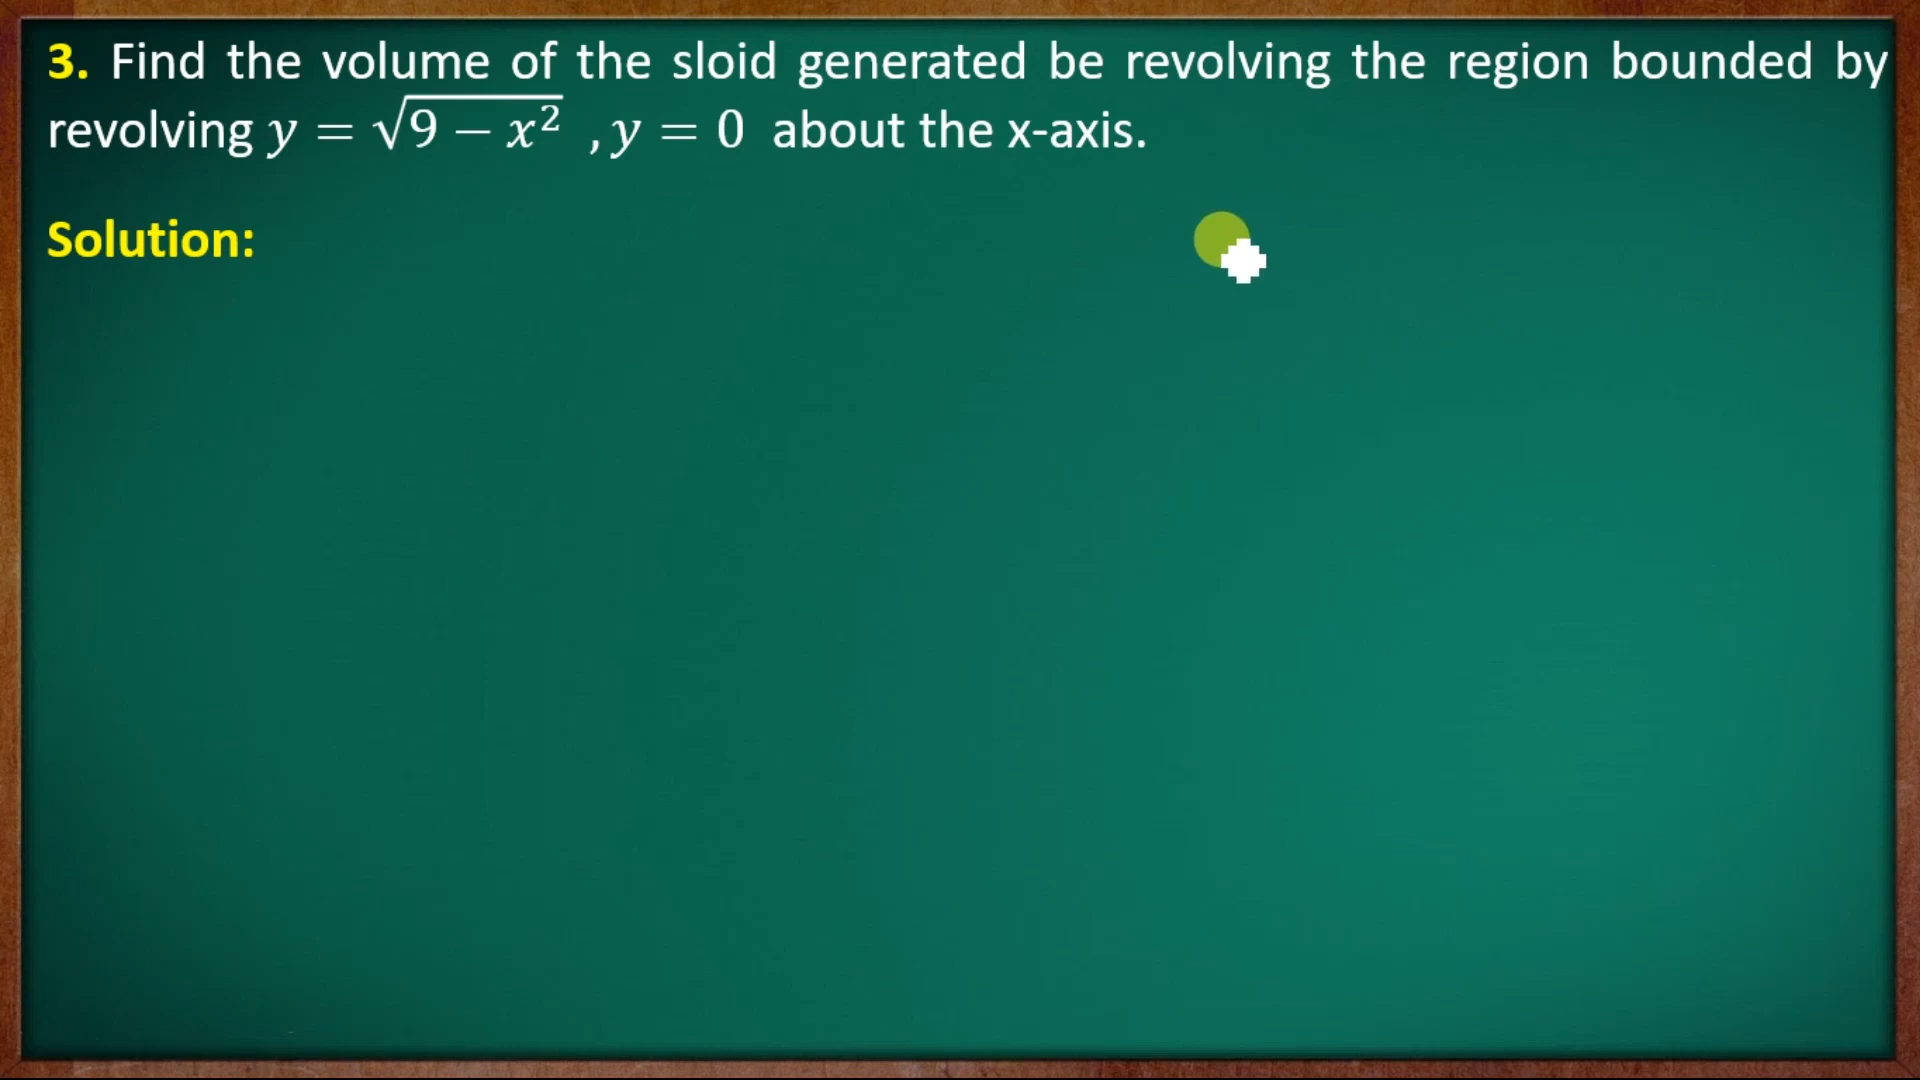 3. Find the volume of the sloid generated be revolving the region bounded by
revolving y = √(9 − x²) , y = 0 about the x-axis.
Solution: